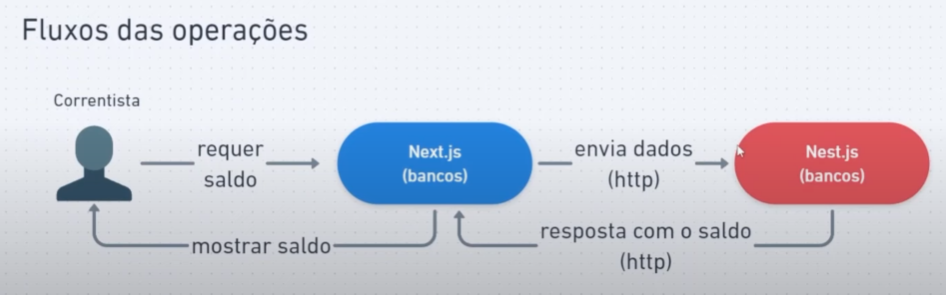 Fluxos das operações
Correntista
requer
saldo
Next.js
(bancos)
envia dados
(http)
Nest.js
(bancos)
mostrar saldo
resposta com o saldo
(http)